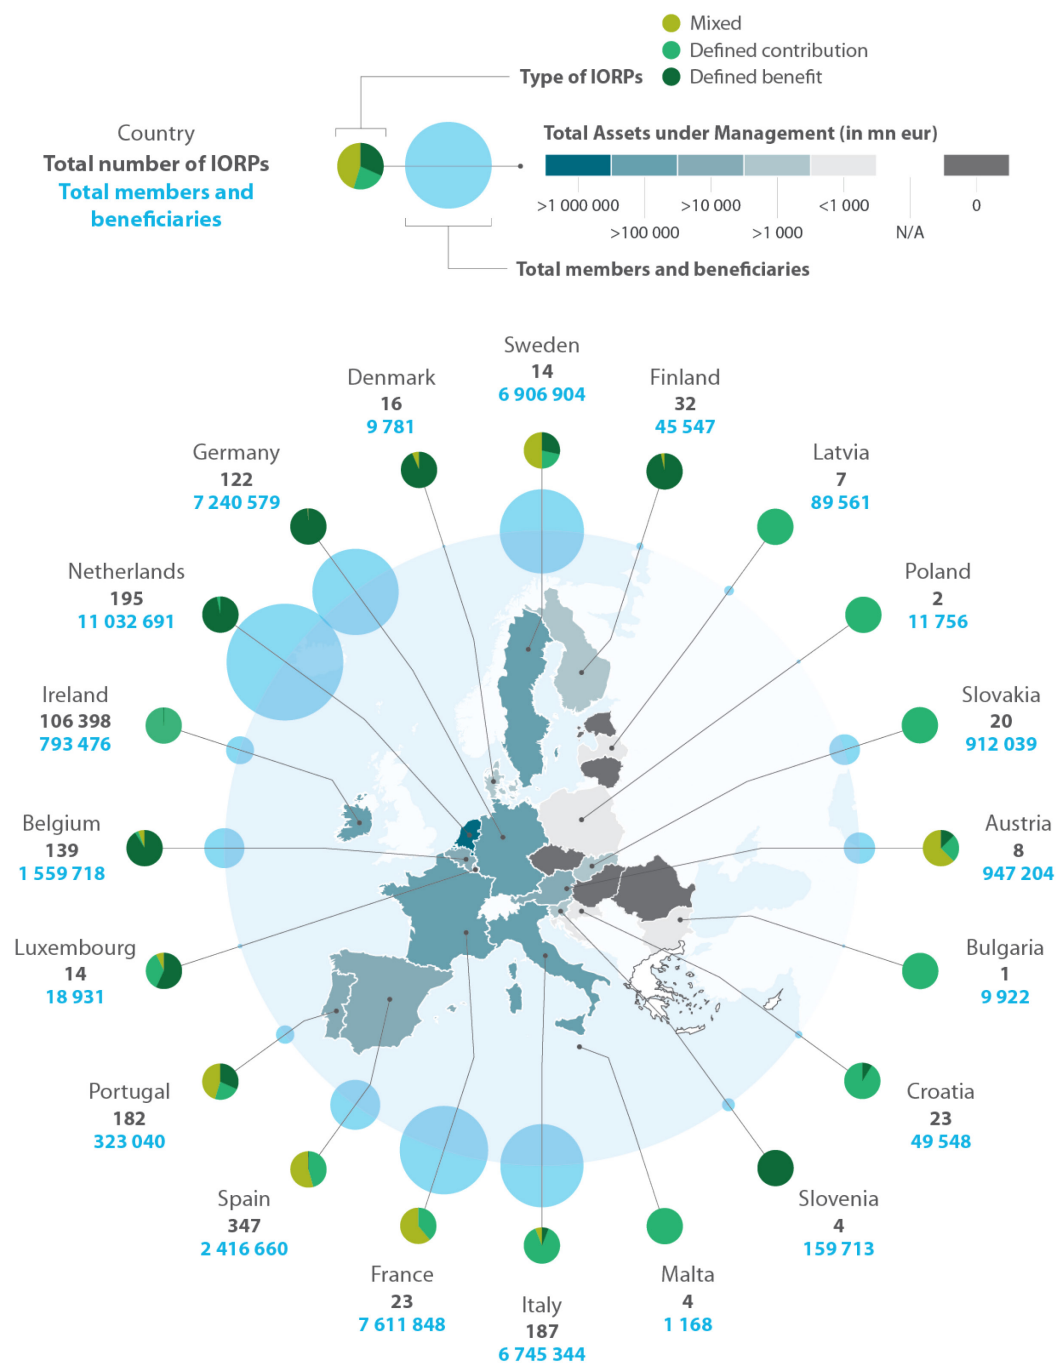 Mixed
Defined contribution
Defined benefit
Type of IORPs
Country
Total number of IORPs
Total members and
beneficiaries
Total Assets under Management (in mn eur)
>1 000 000
>100 000
>10 000
>1 000
<1 000
N/A
0
Total members and beneficiaries
Sweden
14
6 906 904
Denmark
16
9 781
Finland
32
45 547
Germany
122
7 240 579
Latvia
7
89 561
Netherlands
195
11 032 691
Poland
2
11 756
Ireland
106 398
793 476
Slovakia
20
912 039
Belgium
139
1 559 718
Austria
8
947 204
Luxembourg
14
18 931
Bulgaria
1
9 922
Portugal
182
323 040
Croatia
23
49 548
Spain
347
2 416 660
Slovenia
4
159 713
France
23
7 611 848
Italy
187
6 745 344
Malta
4
1 168